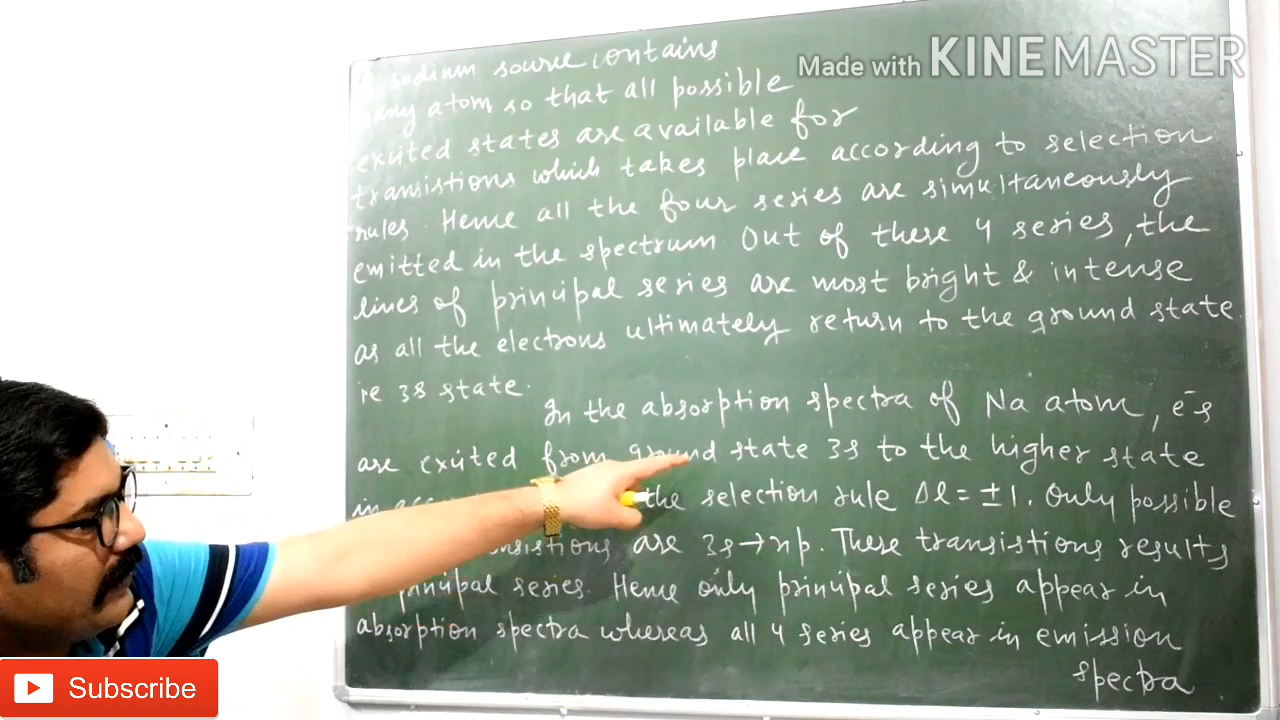 Made with KINEMASTER
sodium source contains
many atom so that all possible
exited states are available for
transistions which takes place according to selection
rules. Hence all the four series are simultaneously
emitted in the spectrum Out of these 4 series, the
lines of principal series are most bright & intense
as all the electrons ultimately return to the ground state
ie 3s state.
In the absorption spectra of Na atom, e-s
are exited from ground state 3s to the higher state
in the selection rule Δl = ±1. Only possible
are 3s→np. These transistions results
principal series. Hence only principal series appear in
absorption spectra whereas all 4 series appear in emission
spectra
Subscribe